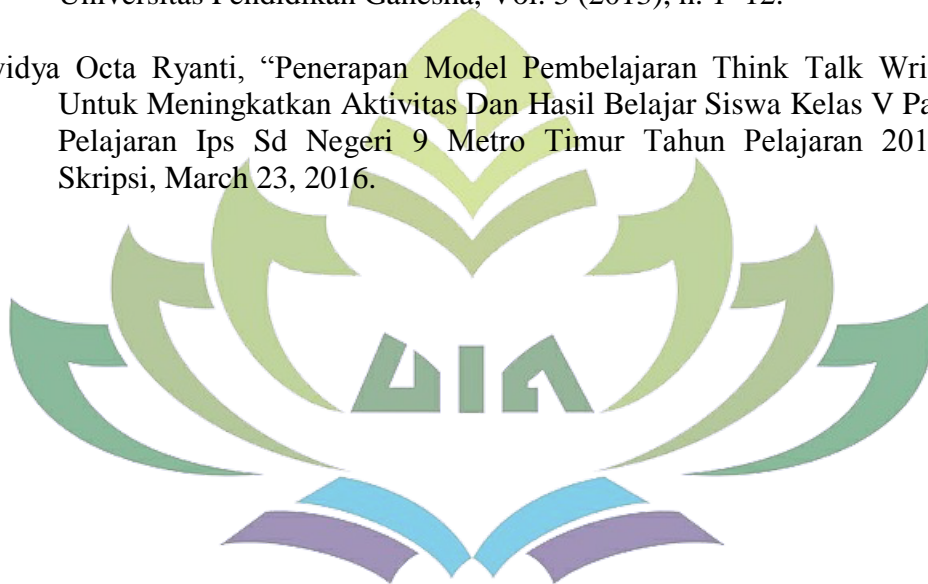 Universitas Pendidikan Ganesha, Vol. 3 (2013), h. 1–12.
vidya Octa Ryanti, “Penerapan Model Pembelajaran Think Talk Wri
Untuk Meningkatkan Aktivitas Dan Hasil Belajar Siswa Kelas V Pa
Pelajaran Ips Sd Negeri 9 Metro Timur Tahun Pelajaran 201
Skripsi, March 23, 2016.
UIN